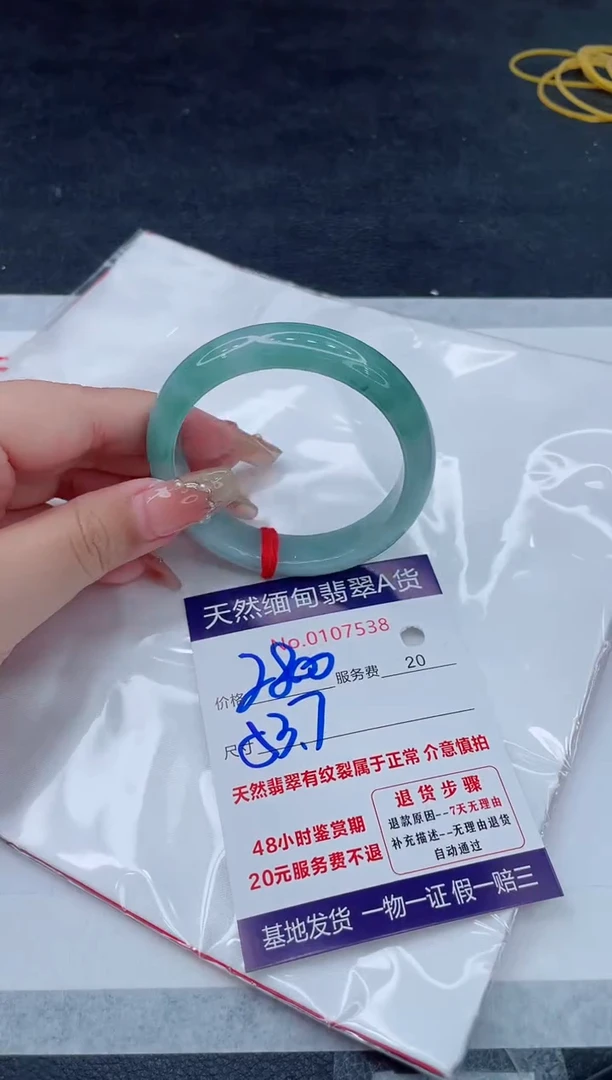 天然缅甸翡翠A货
No.0107538
价格 2800 服务费 20
尺寸 53.7
天然翡翠有纹裂属于正常 介意慎拍
48小时鉴赏期
20元服务费不退
退货步骤
退款原因--7天无理由
补充描述--无理由退货
自动通过
基地发货 一物一证 假一赔三